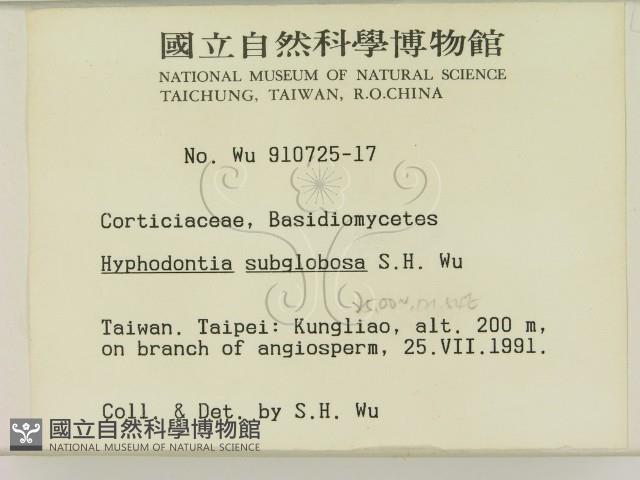 國立自然科學博物館
NATIONAL MUSEUM OF NATURAL SCIENCE
TAICHUNG, TAIWAN, R.O.CHINA
No. Wu 910725-17
Corticiaceae, Basidiomycetes
Hyphodontia subglobosa S.H. Wu
Taiwan. Taipei: Kungliao, alt. 200 m,
on branch of angiosperm, 25.VII.1991.
Coll. & Det. by S.H. Wu
國立自然科學博物館
NATIONAL MUSEUM OF NATURAL SCIENCE